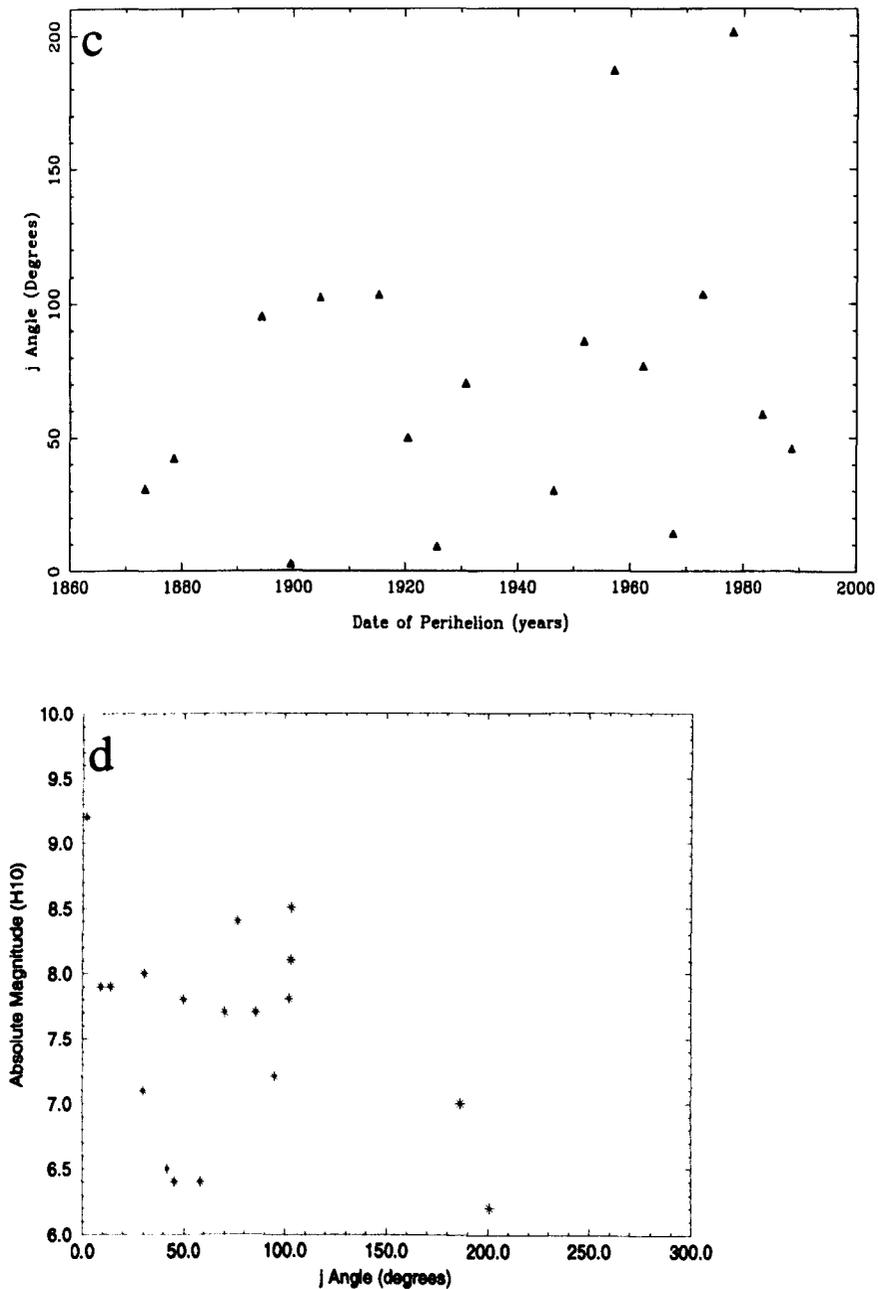 c
200
150
100
50
0
j Angle (Degrees)
1860 1880 1900 1920 1940 1960 1980 2000
Date of Perihelion (years)
d
10.0
9.5
9.0
8.5
8.0
7.5
7.0
6.5
6.0
Absolute Magnitude (H10)
0.0 50.0 100.0 150.0 200.0 250.0 300.0
j Angle (degrees)